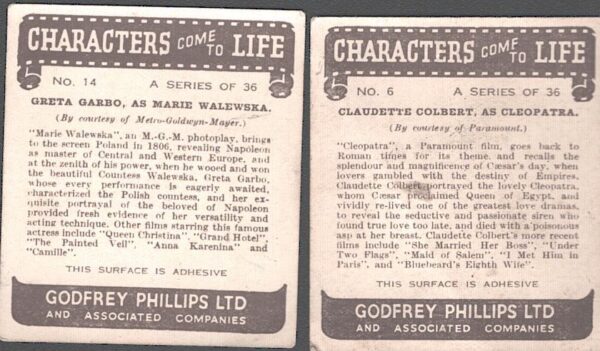 CHARACTERS COME TO LIFE
No. 14 A SERIES OF 36
GRETA GARBO, AS MARIE WALEWSKA.
(By courtesy of Metro-Goldwyn-Mayer.)
"Marie Walewska", an M.-G.-M. photoplay, brings
to the screen Poland in 1806, revealing Napoleon
as master of Central and Western Europe, and
at the zenith of his power, when he wooed and won
the beautiful Countess Walewska. Greta Garbo,
whose every performance is eagerly awaited,
characterized the Polish countess, and her ex-
quisite portrayal of the beloved of Napoleon
provided fresh evidence of her versatility and
acting technique. Other films starring this famous
actress include "Queen Christina", "Grand Hotel",
"The Painted Veil", "Anna Karenina" and
"Camille".
THIS SURFACE IS ADHESIVE
GODFREY PHILLIPS LTD
AND ASSOCIATED COMPANIES
CHARACTERS COME TO LIFE
No. 6 A SERIES OF 36
CLAUDETTE COLBERT, AS CLEOPATRA.
(By courtesy of Paramount.)
"Cleopatra", a Paramount film, goes back to
Roman times for its theme, and recalls the
splendour and magnificency of Cæsar's day, when
lovers gambled with the destiny of Empires.
Claudette Colbert portrayed the lovely Cleopatra,
whom Cæsar proclaimed Queen of Egypt, and
vividly re-lived one of the greatest love dramas,
to reveal the seductive and passionate siren who
found true love too late, and died with a poisonous
asp at her breast. Claudette Colbert's more recent
films include "She Married Her Boss", "Under
Two Flags", "Maid of Salem", "I Met Him in
Paris", and "Bluebeard's Eighth Wife".
THIS SURFACE IS ADHESIVE
GODFREY PHILLIPS LTD
AND ASSOCIATED COMPANIES